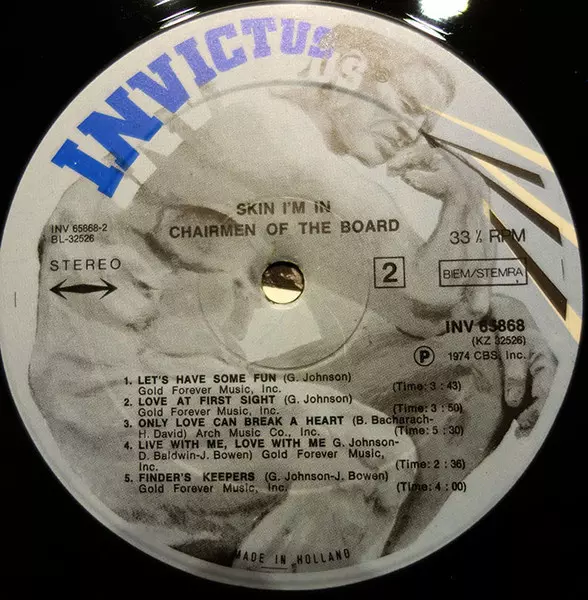 INVICTUS
SKIN I'M IN
CHAIRMEN OF THE BOARD
INV 65868-2
BL-32526
STEREO
33⅓ RPM
2
BIEM/STEMRA
INV 65868
(KZ 32526)
P 1974 CBS, Inc.
1. LET'S HAVE SOME FUN (G. Johnson)
Gold Forever Music, Inc. (Time: 3 : 43)
2. LOVE AT FIRST SIGHT (G. Johnson)
Gold Forever Music, Inc. (Time: 3 : 50)
3. ONLY LOVE CAN BREAK A HEART (B. Bacharach-
H. David) Arch Music Co., Inc. (Time: 5 : 30)
4. LIVE WITH ME, LOVE WITH ME G. Johnson-
D. Baldwin-J. Bowen) Gold Forever Music,
Inc. (Time: 2 : 36)
5. FINDER'S KEEPERS (G. Johnson-J. Bowen)
Gold Forever Music, Inc. (Time: 4 : 00)
MADE IN HOLLAND